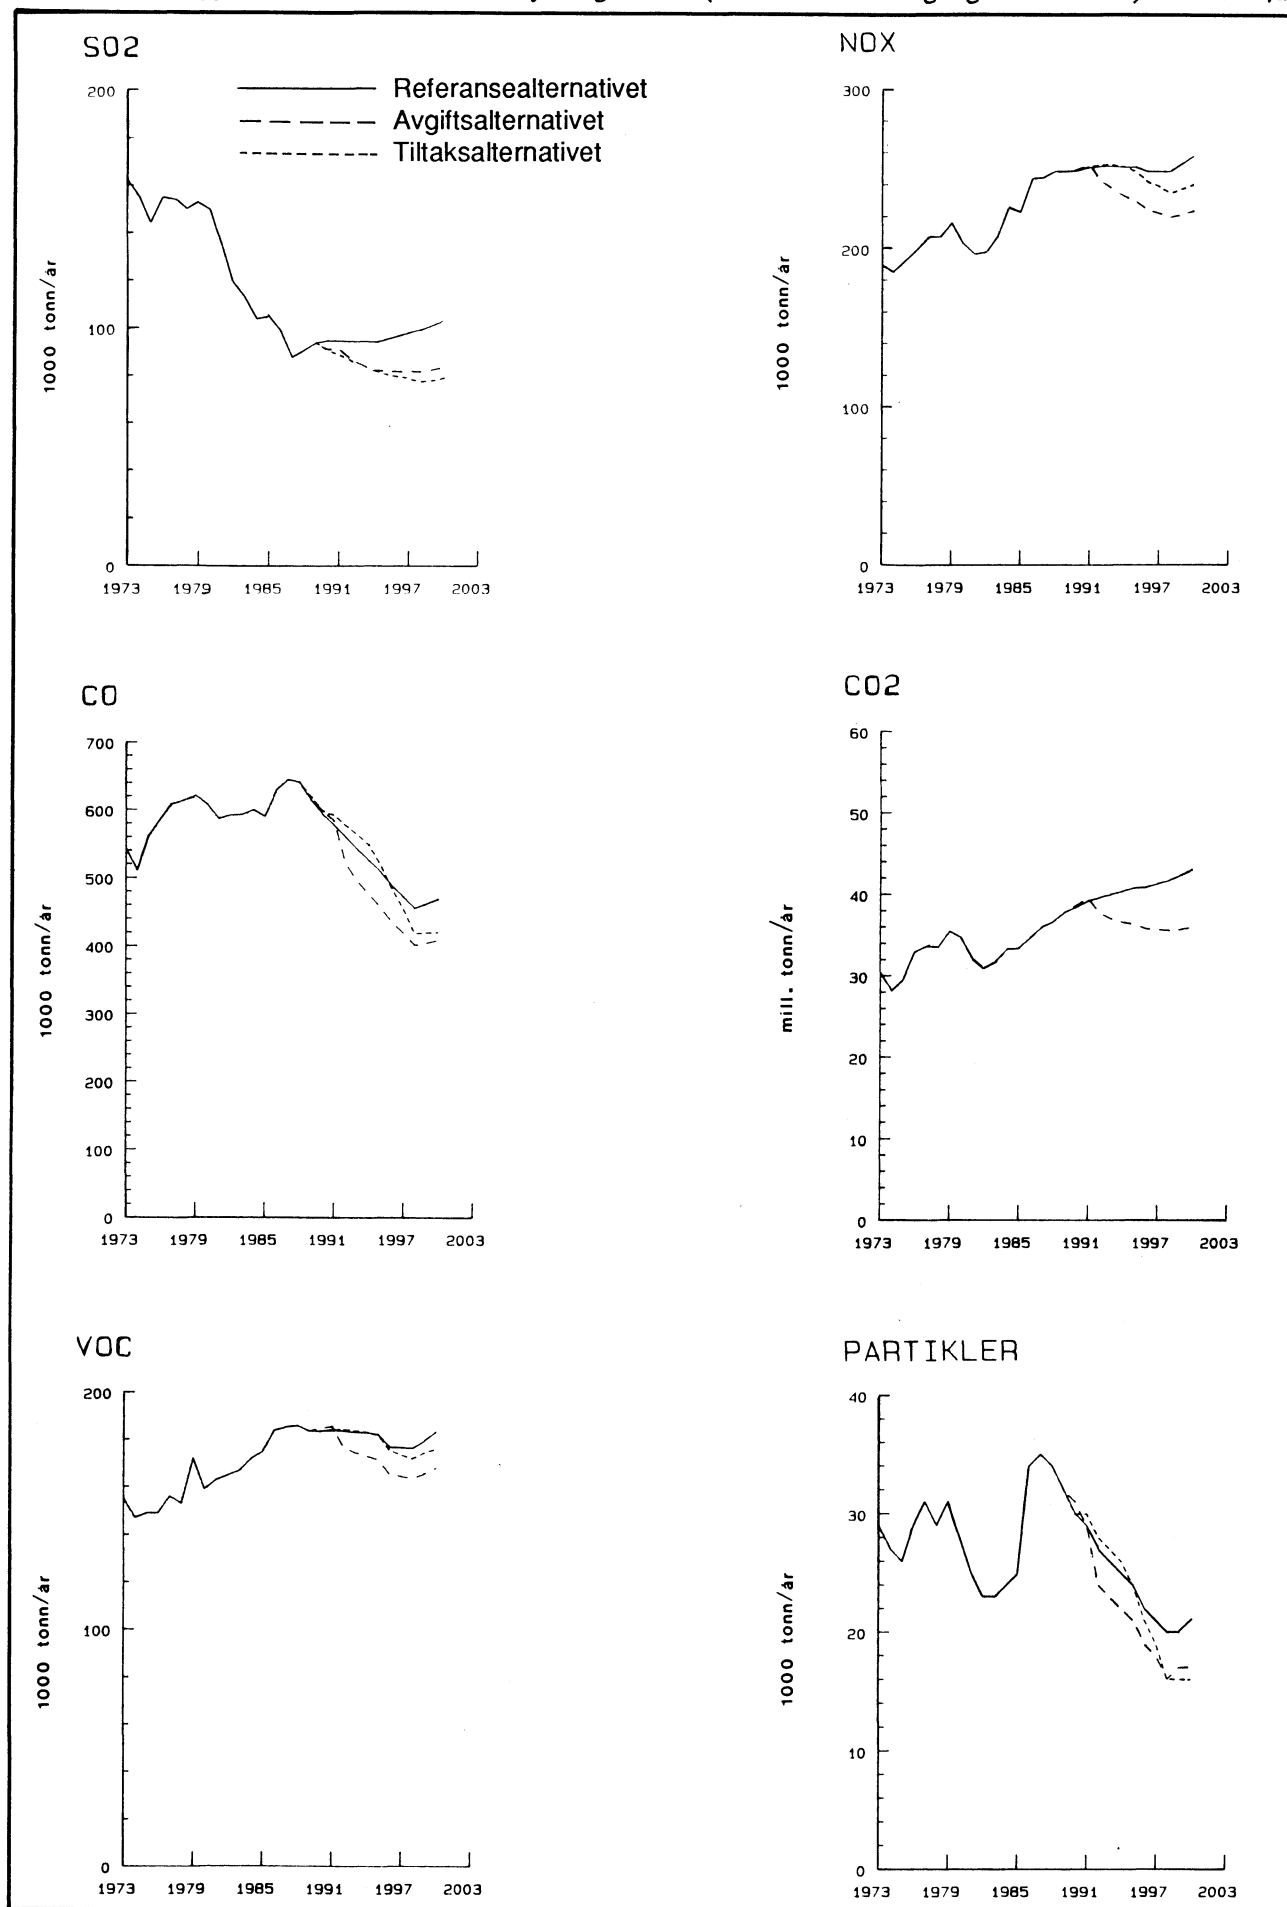 SO2
200
100
0
1000 tonn/år
1973 1979 1985 1991 1997 2003
Referansealternativet
Avgiftsalternativet
Tiltaksalternativet
NOX
300
200
100
0
1000 tonn/år
1973 1979 1985 1991 1997 2003
CO
700
600
500
400
300
200
100
0
1000 tonn/år
1973 1979 1985 1991 1997 2003
CO2
60
50
40
30
20
10
0
mill. tonn/år
1973 1979 1985 1991 1997 2003
VOC
200
100
0
1000 tonn/år
1973 1979 1985 1991 1997 2003
PARTIKLER
40
30
20
10
0
1000 tonn/år
1973 1979 1985 1991 1997 2003